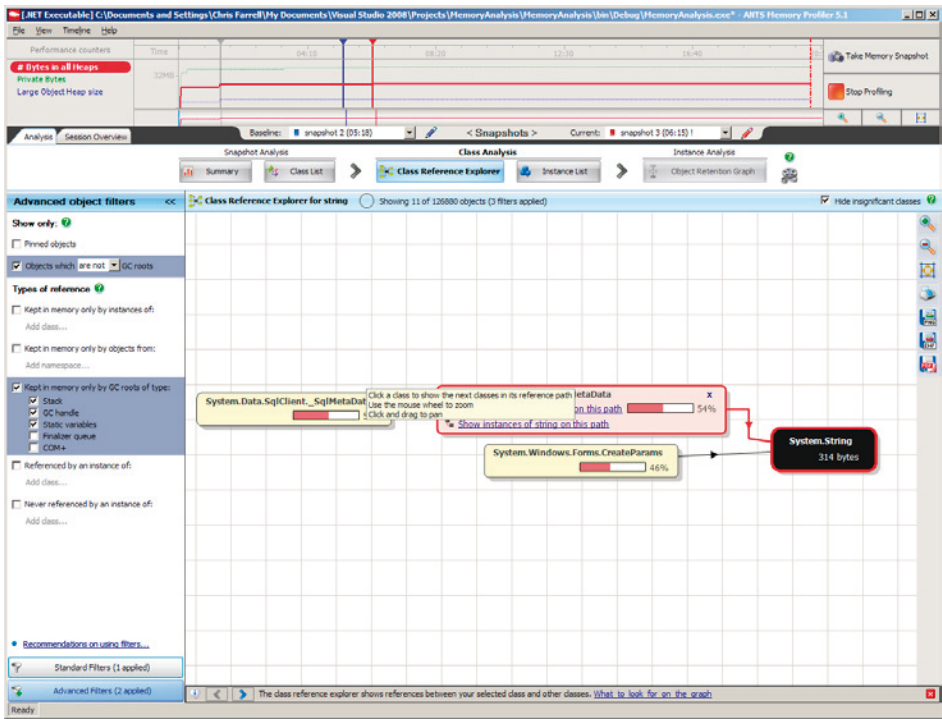 [.NET Executable] C:\Documents and Settings\Chris Farrell\My Documents\Visual Studio 2008\Projects\MemoryAnalysis\MemoryAnalysis\bin\Debug\MemoryAnalysis.exe* - ANTS Memory Profiler 5.1
File View Timeline Help
Performance counters
Time
04:10
08:20
12:30
16:40
Take Memory Snapshot
# Bytes in all Heaps
32MB
Private Bytes
Large Object Heap size
Stop Profiling
Analysis
Session Overview
Baseline: snapshot 2 (05:18)
< Snapshots >
Current: snapshot 3 (06:15) !
Snapshot Analysis
Class Analysis
Instance Analysis
Summary
Class List
Class Reference Explorer
Instance List
Object Retention Graph
Advanced object filters <<
Class Reference Explorer for string
Showing 11 of 126880 objects (3 filters applied)
Hide insignificant classes
Show only:
Pinned objects
Objects which are not GC roots
Types of reference
Kept in memory only by instances of:
Add class...
Kept in memory only by objects from:
Add namespace...
Kept in memory only by GC roots of type:
Stack
GC handle
Static variables
Finalizer queue
COM+
Referenced by an instance of:
Add class...
Never referenced by an instance of:
Add class...
System.Data.SqlClient._SqlMetaDat
Click a class to show the next classes in its reference path
Use the mouse wheel to zoom
Click and drag to pan
etaData x
on this path 54%
Show instances of string on this path
System.Windows.Forms.CreateParams
46%
System.String
314 bytes
Recommendations on using filters...
Standard Filters (1 applied)
Advanced Filters (2 applied)
The class reference explorer shows references between your selected class and other classes. What to look for on the graph
Ready